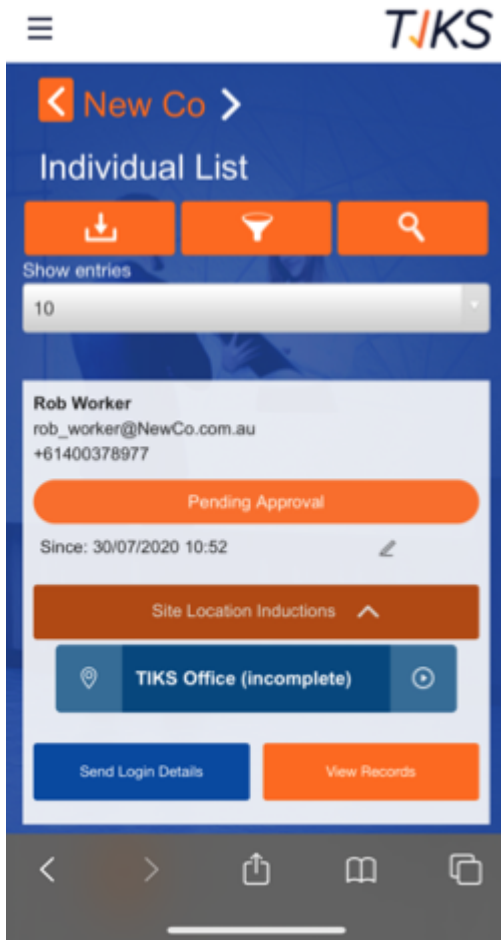 TIKS
New Co
Individual List
Show entries
10
Rob Worker
rob_worker@NewCo.com.au
+61400378977
Pending Approval
Since: 30/07/2020 10:52
Site Location Inductions
TIKS Office (incomplete)
Send Login Details
View Records